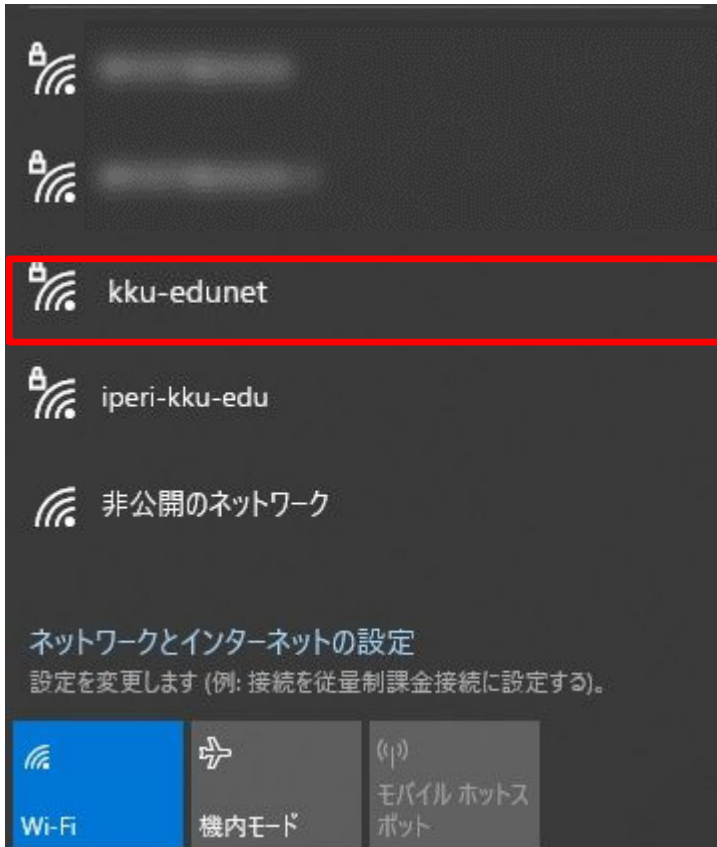 kku-edunet
iperi-kku-edu
非公開のネットワーク
ネットワークとインターネットの設定
設定を変更します (例: 接続を従量制課金接続に設定する)。
Wi-Fi
機内モード
モバイル ホットス
ポット